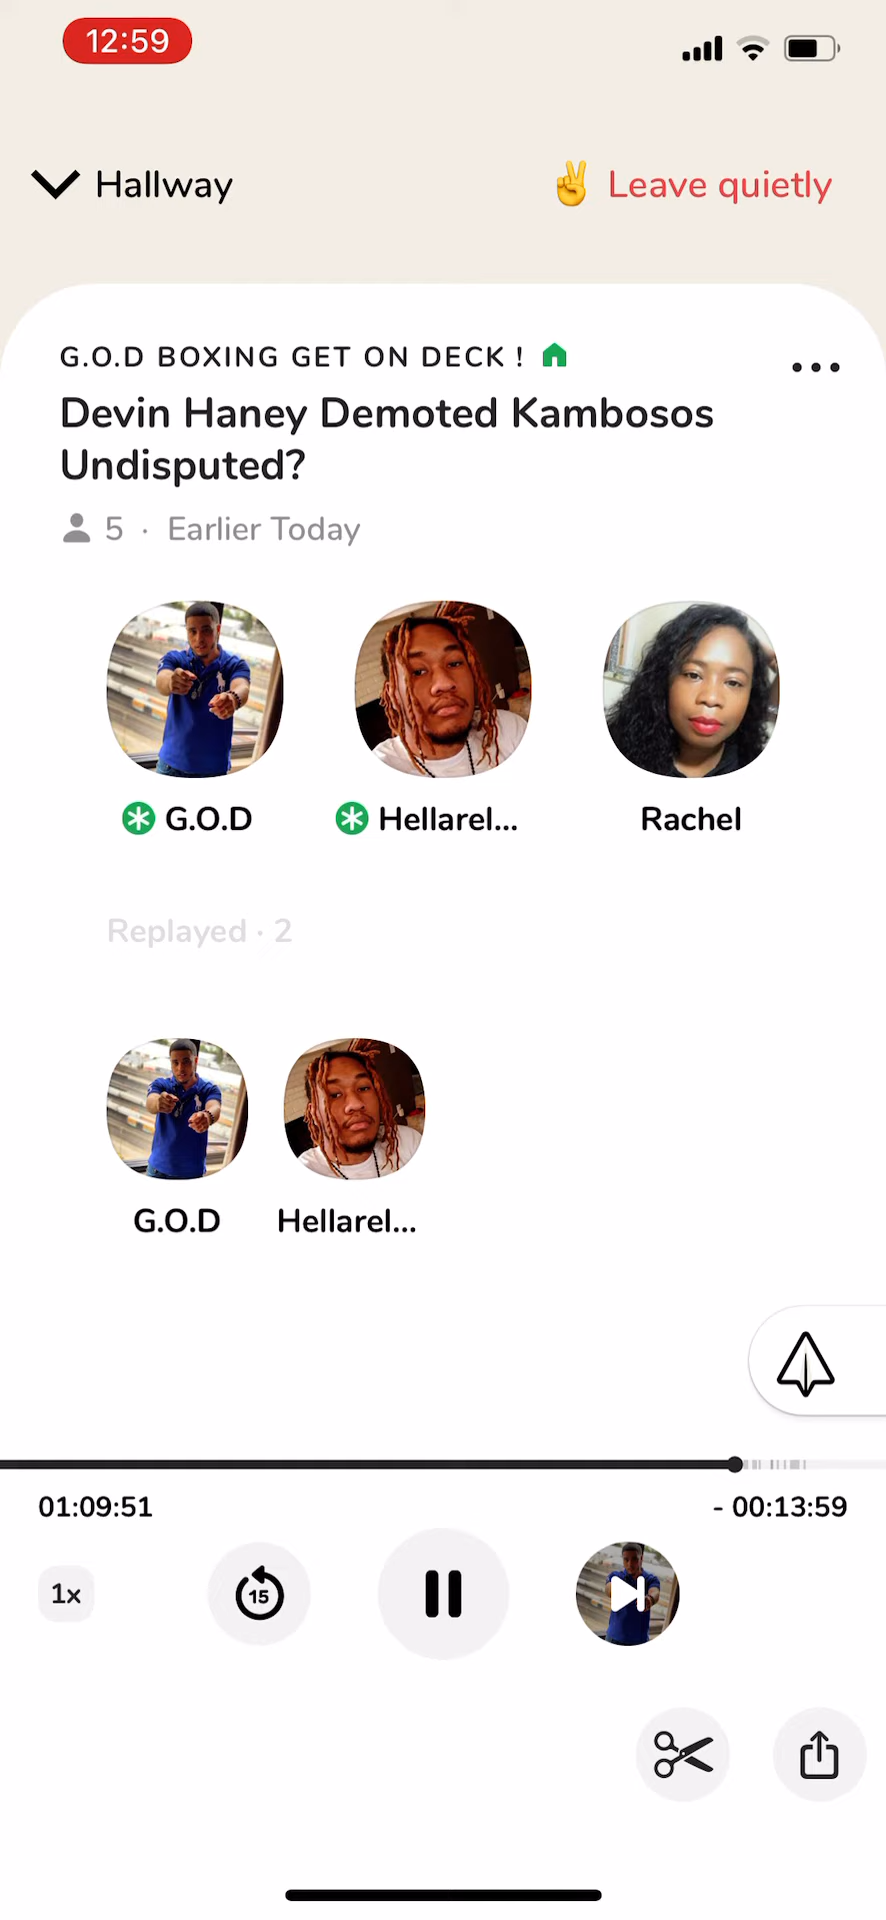 12:59
Hallway
✌️ Leave quietly
G.O.D BOXING GET ON DECK !
Devin Haney Demoted Kambosos
Undisputed?
5 · Earlier Today
G.O.D
Hellarel...
Rachel
Replayed · 2
G.O.D
Hellarel...
01:09:51
- 00:13:59
1x
15